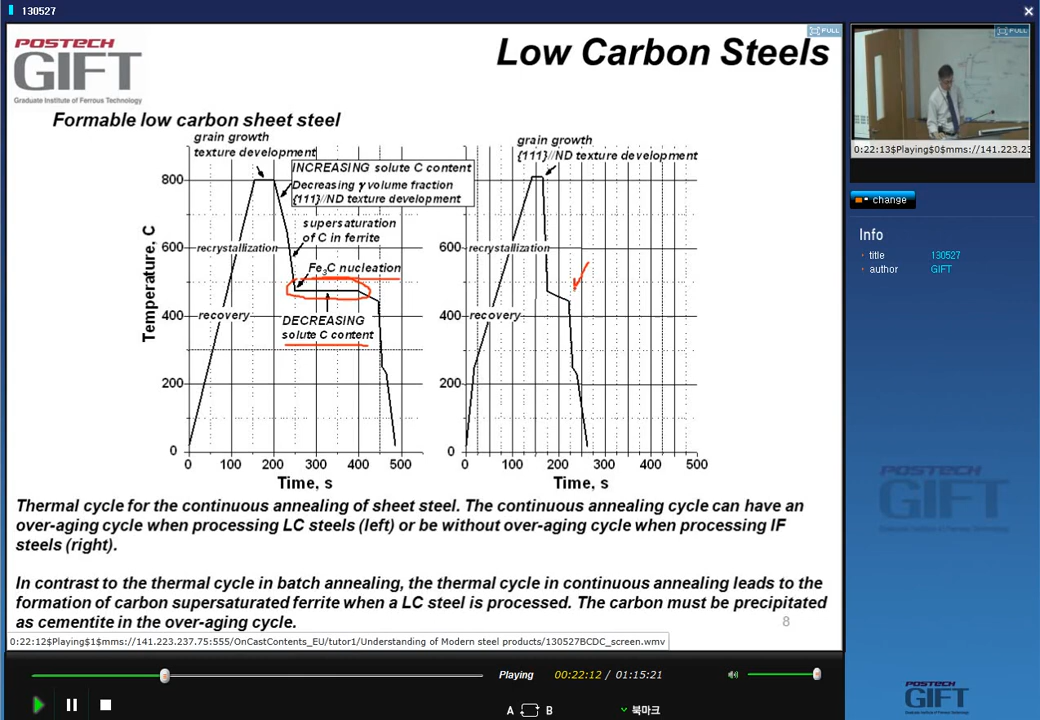 130527
POSTECH
GIFT
Graduate Institute of Ferrous Technology
FULL
Low Carbon Steels
Formable low carbon sheet steel
grain growth
texture development
INCREASING solute C content
Decreasing γ volume fraction
{111}//ND texture development
supersaturation
of C in ferrite
recrystallization
Fe3C nucleation
recovery
DECREASING
solute C content
Temperature, C
800
600
400
200
0
0 100 200 300 400 500
Time, s
grain growth
{111}//ND texture development
recrystallization
recovery
600
400
200
0
0 100 200 300 400 500
Time, s
Thermal cycle for the continuous annealing of sheet steel. The continuous annealing cycle can have an
over-aging cycle when processing LC steels (left) or be without over-aging cycle when processing IF
steels (right).
In contrast to the thermal cycle in batch annealing, the thermal cycle in continuous annealing leads to the
formation of carbon supersaturated ferrite when a LC steel is processed. The carbon must be precipitated
as cementite in the over-aging cycle.
8
0:22:12$Playing$1$mms://141.223.237.75:555/OnCastContents_EU/tutor1/Understanding of Modern steel products/130527BCDC_screen.wmv
Playing
00:22:12 / 01:15:21
A B
북마크
FULL
0:22:13$Playing$0$mms://141.223.23
change
Info
title 130527
author GIFT
POSTECH
GIFT
POSTECH
GIFT